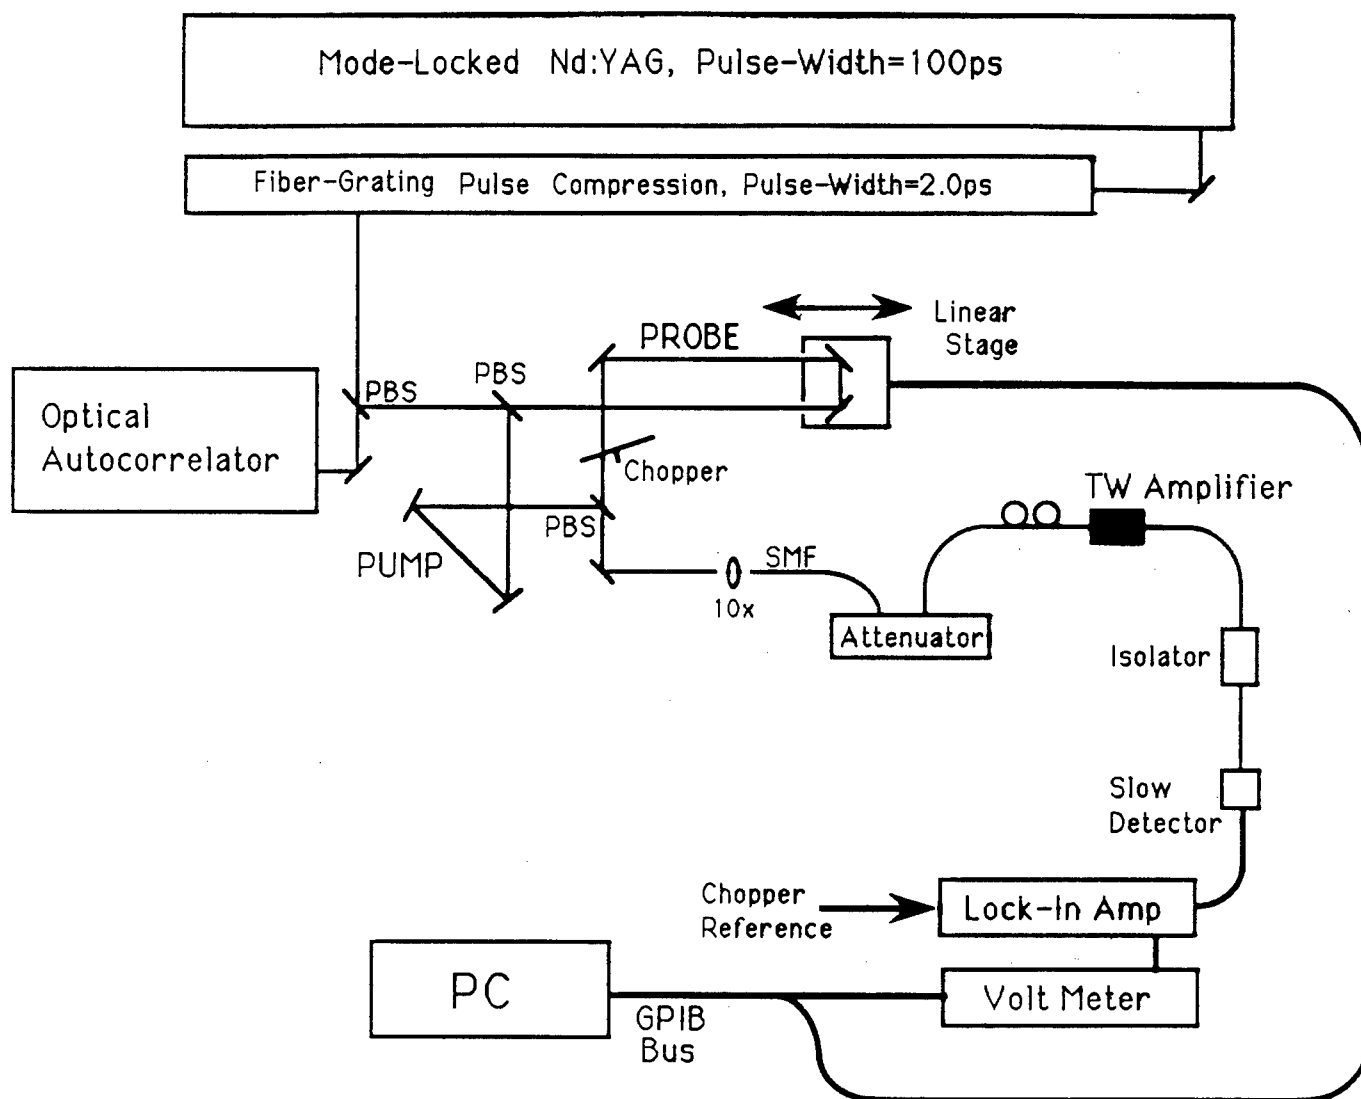 Mode-Locked Nd:YAG, Pulse-Width=100ps
Fiber-Grating Pulse Compression, Pulse-Width=2.0ps
Linear
Stage
PROBE
PBS
PBS
Optical
Autocorrelator
Chopper
TW Amplifier
PBS
PUMP
SMF
10x
Attenuator
Isolator
Slow
Detector
Chopper
Reference
Lock-In Amp
PC
Volt Meter
GPIB
Bus